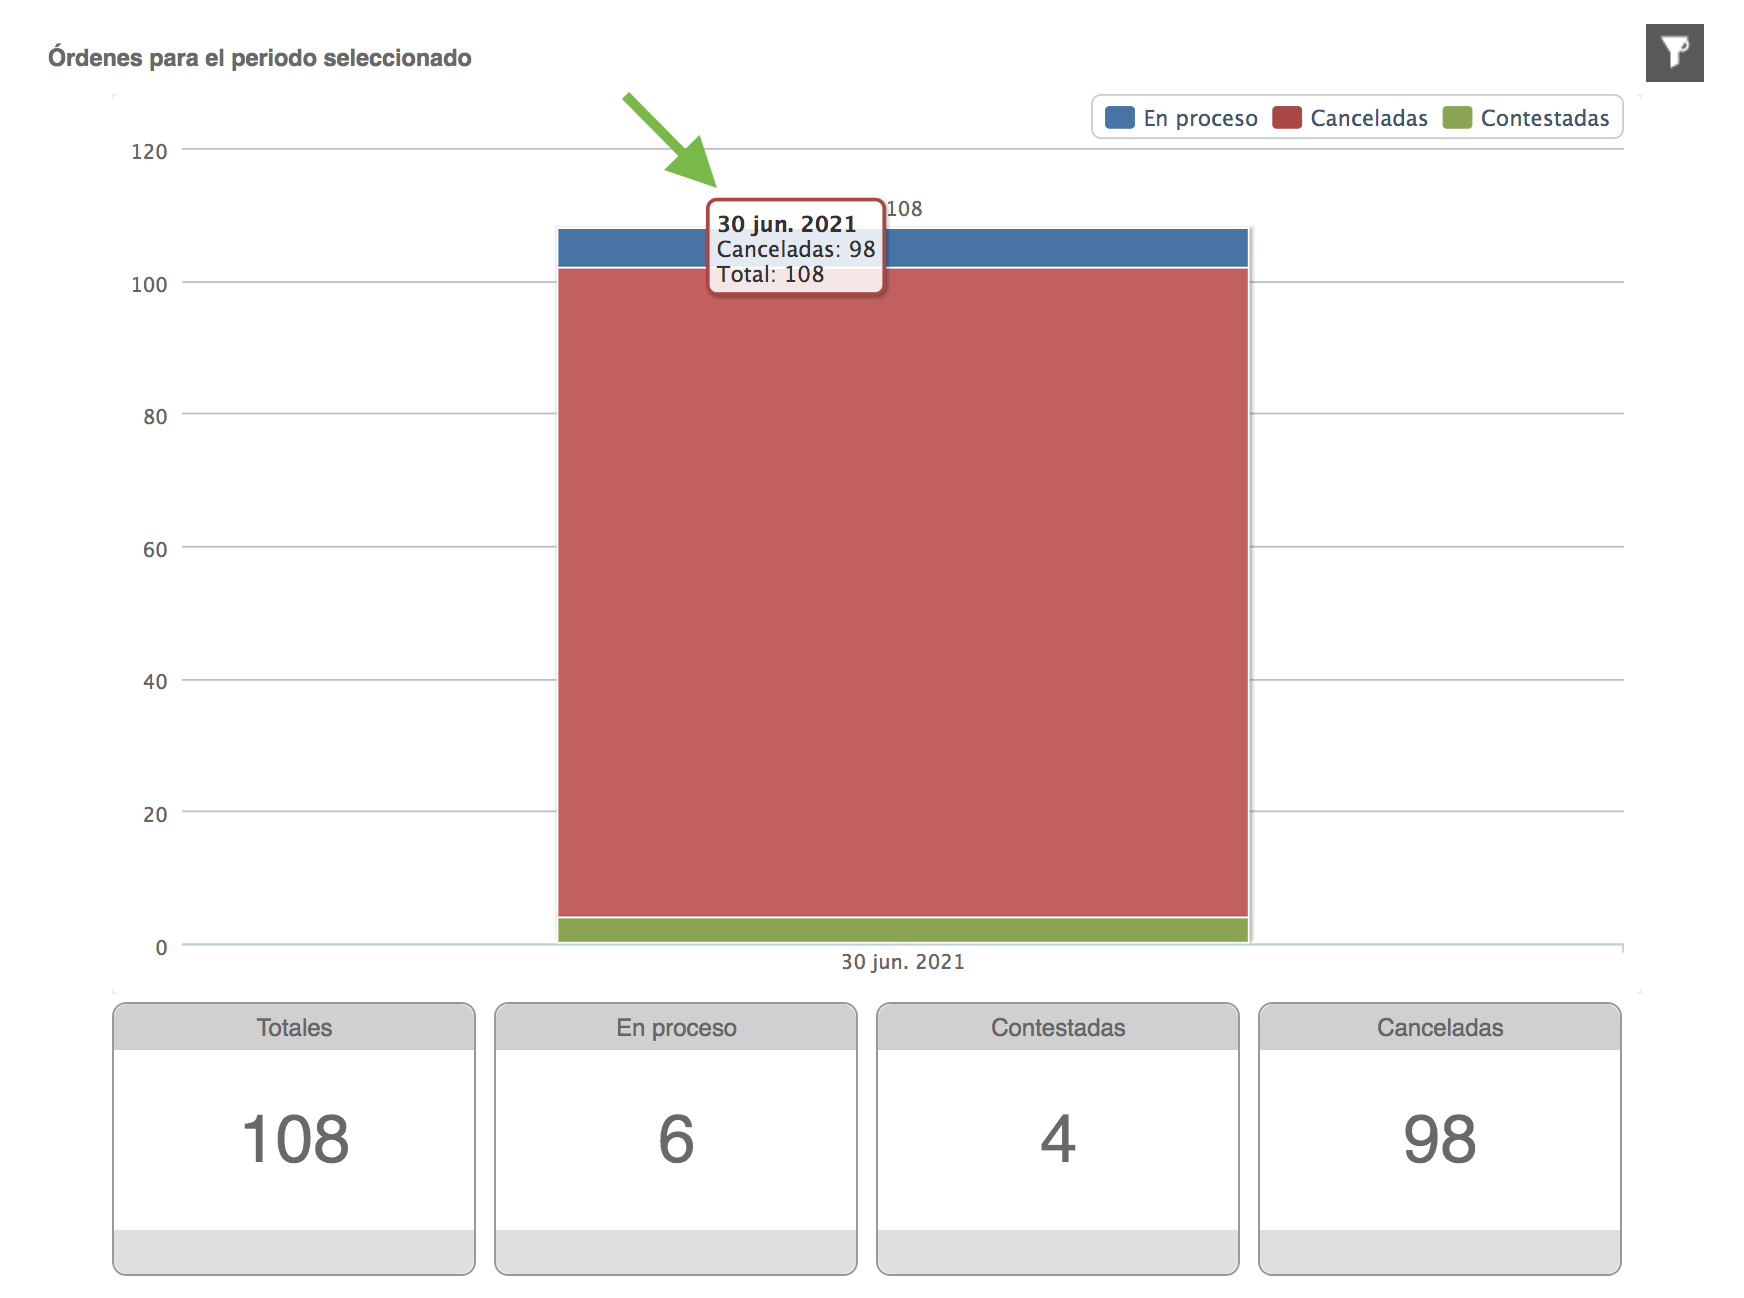 Órdenes para el periodo seleccionado
En proceso Canceladas Contestadas
120
108
30 jun. 2021
Canceladas: 98
Total: 108
100
80
60
40
20
0
30 jun. 2021
Totales En proceso Contestadas Canceladas
108 6 4 98